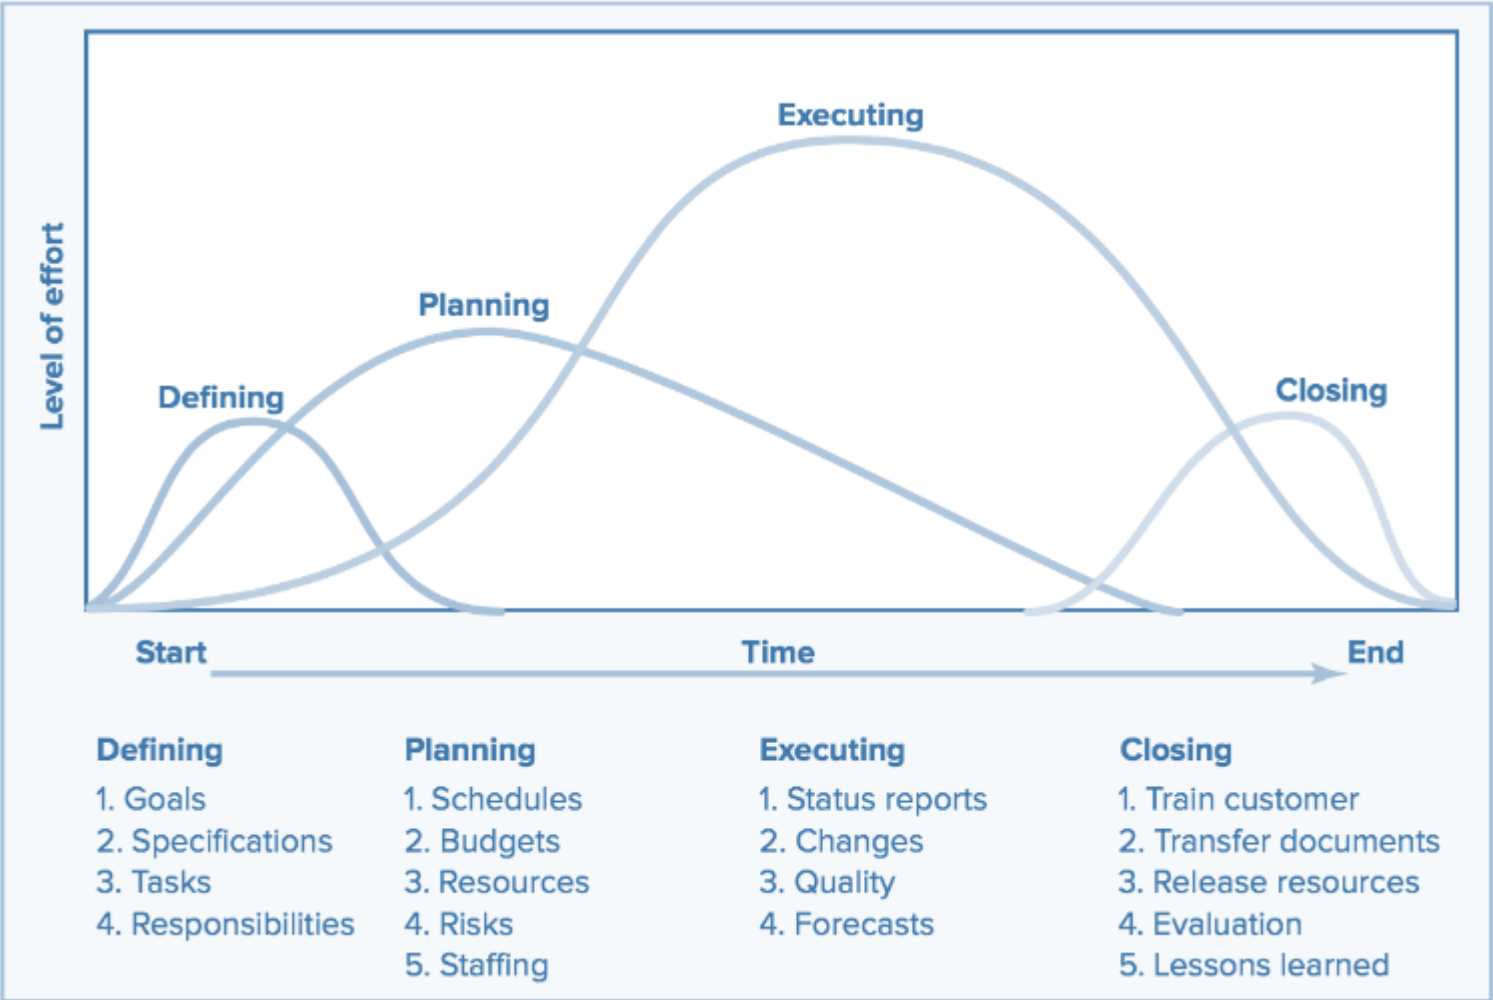 Executing
Planning
Defining
Closing
Level of effort
Start
Time
End
Defining
1. Goals
2. Specifications
3. Tasks
4. Responsibilities
Planning
1. Schedules
2. Budgets
3. Resources
4. Risks
5. Staffing
Executing
1. Status reports
2. Changes
3. Quality
4. Forecasts
Closing
1. Train customer
2. Transfer documents
3. Release resources
4. Evaluation
5. Lessons learned